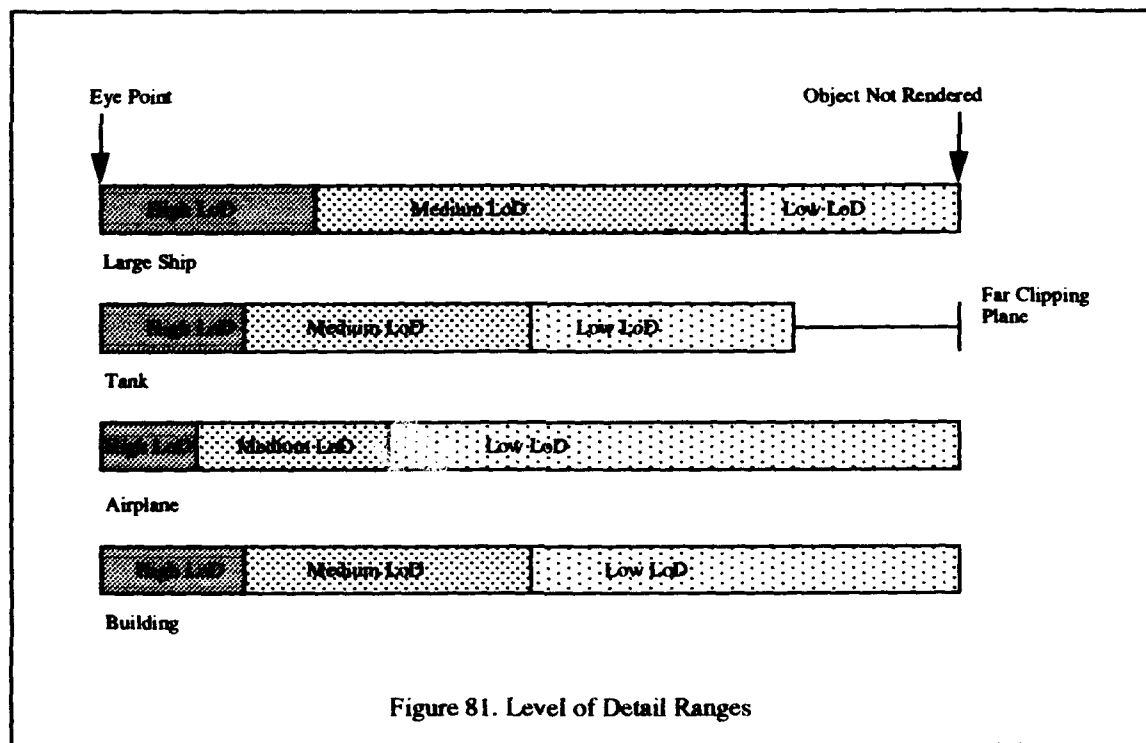 Eye Point
Object Not Rendered
High LoD
Medium LoD
Low LoD
Large Ship
High LoD
Medium LoD
Low LoD
Far Clipping
Plane
Tank
High LoD
Medium LoD
Low LoD
Airplane
High LoD
Medium LoD
Low LoD
Building
Figure 81. Level of Detail Ranges